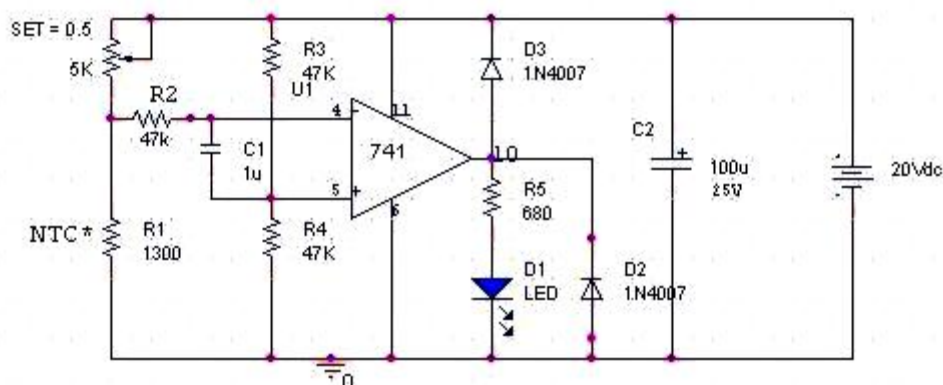 SET = 0.5
5K
R2
47k
R3
47K
U1
4
-
11
741
10
D3
1N4007
C1
1u
5
+
6
C2
+
100u
25V
20Vdc
NTC*
R1
1300
R4
47K
R5
680
D1
LED
D2
1N4007
0